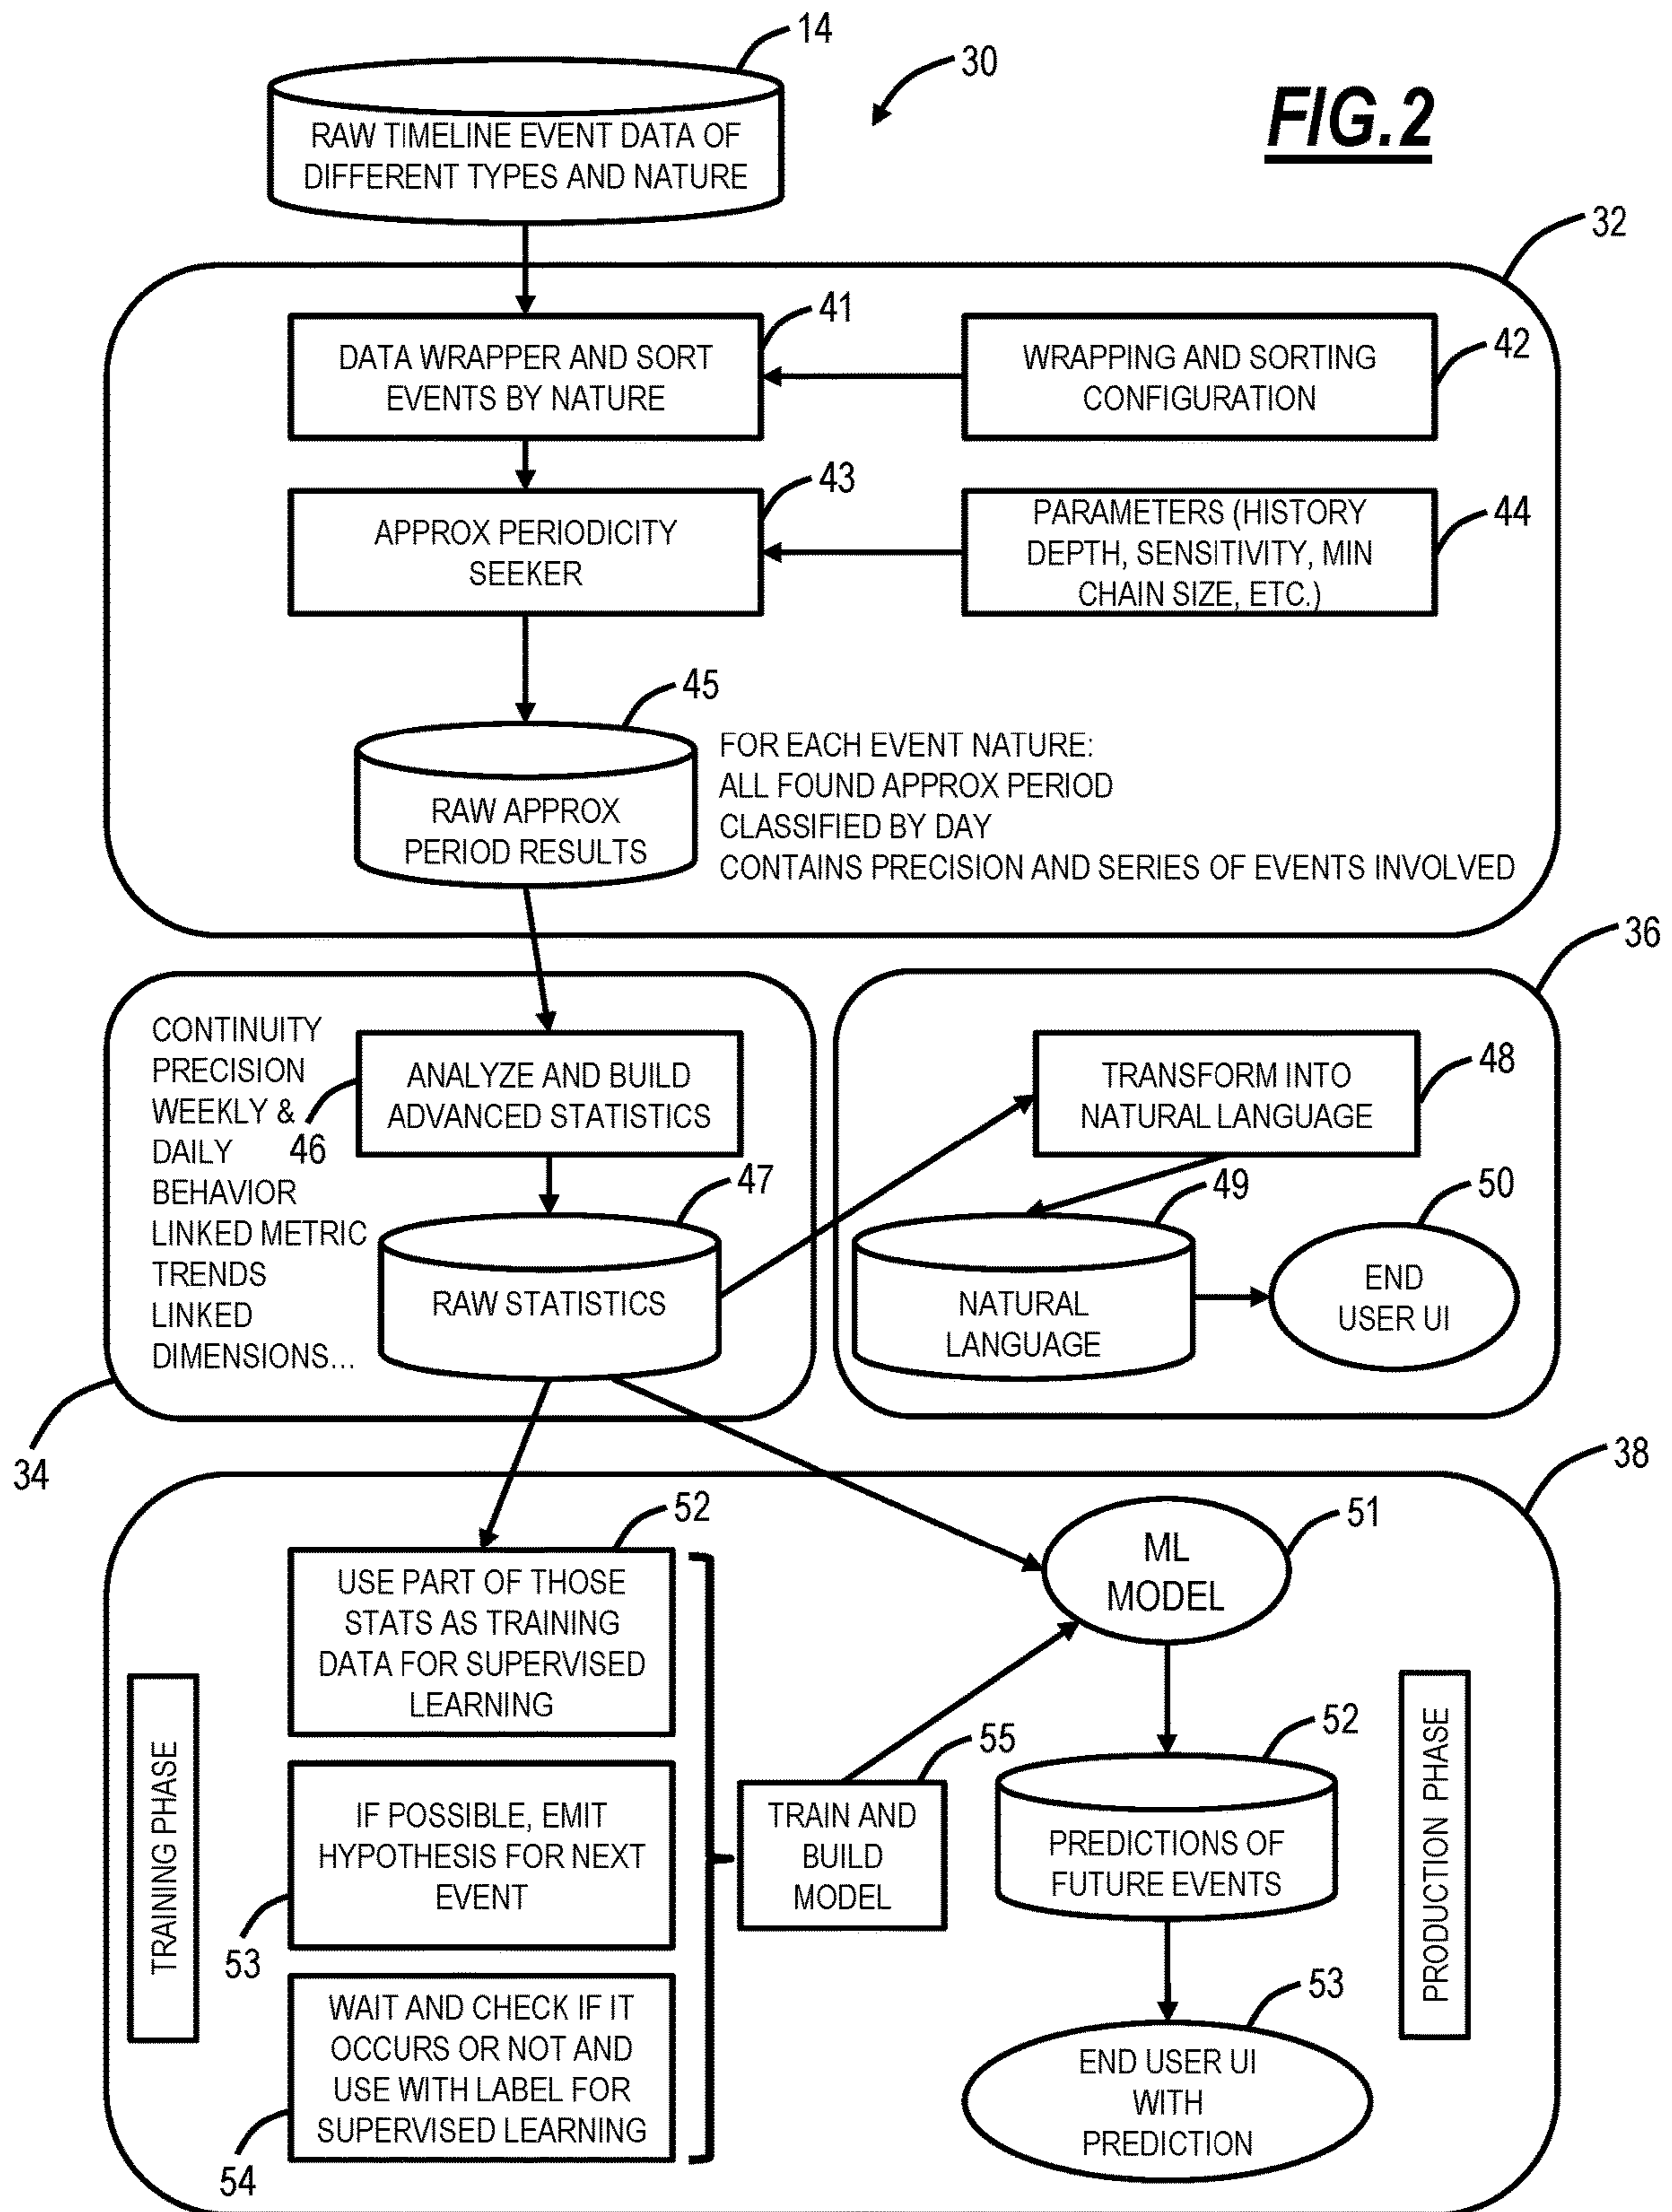 14
30
FIG.2
RAW TIMELINE EVENT DATA OF
DIFFERENT TYPES AND NATURE
32
41
DATA WRAPPER AND SORT
EVENTS BY NATURE
WRAPPING AND SORTING
CONFIGURATION
42
43
APPROX PERIODICITY
SEEKER
PARAMETERS (HISTORY
DEPTH, SENSITIVITY, MIN
CHAIN SIZE, ETC.)
44
45
RAW APPROX
PERIOD RESULTS
FOR EACH EVENT NATURE:
ALL FOUND APPROX PERIOD
CLASSIFIED BY DAY
CONTAINS PRECISION AND SERIES OF EVENTS INVOLVED
36
CONTINUITY
PRECISION
WEEKLY &
DAILY
BEHAVIOR
LINKED METRIC
TRENDS
LINKED
DIMENSIONS...
46
ANALYZE AND BUILD
ADVANCED STATISTICS
47
RAW STATISTICS
34
TRANSFORM INTO
NATURAL LANGUAGE
48
49
NATURAL
LANGUAGE
50
END
USER UI
38
TRAINING PHASE
52
USE PART OF THOSE
STATS AS TRAINING
DATA FOR SUPERVISED
LEARNING
IF POSSIBLE, EMIT
HYPOTHESIS FOR NEXT
EVENT
53
WAIT AND CHECK IF IT
OCCURS OR NOT AND
USE WITH LABEL FOR
SUPERVISED LEARNING
54
55
TRAIN AND
BUILD
MODEL
51
ML
MODEL
52
PREDICTIONS OF
FUTURE EVENTS
53
END USER UI
WITH
PREDICTION
PRODUCTION PHASE